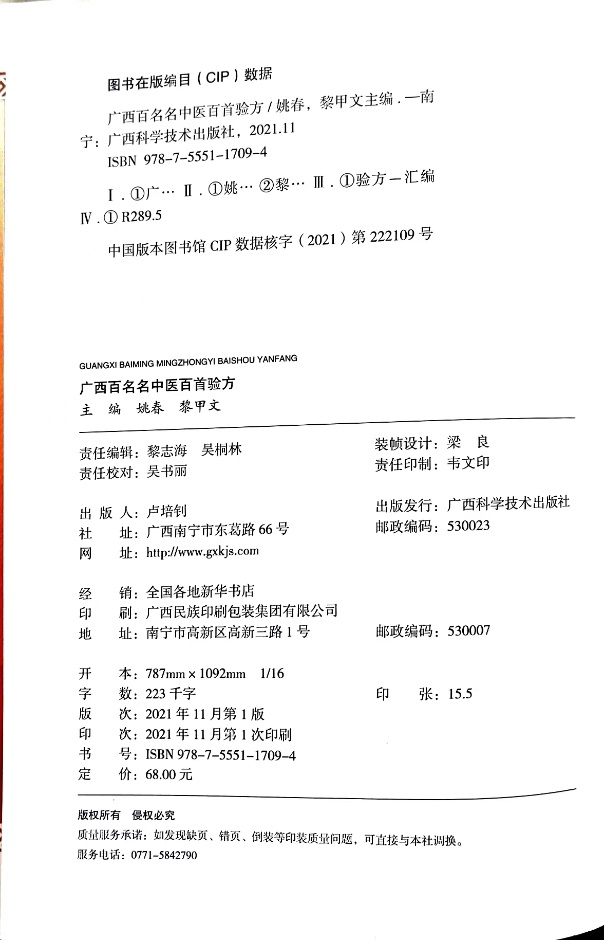 图书在版编目（CIP）数据
广西百名名中医百首验方 / 姚春，黎甲文主编 . —南
宁：广西科学技术出版社，2021.11
ISBN 978-7-5551-1709-4
Ⅰ . ①广… Ⅱ . ①姚… ②黎… Ⅲ . ①验方－汇编
Ⅳ . ① R289.5
中国版本图书馆 CIP 数据核字（2021）第 222109 号
GUANGXI BAIMING MINGZHONGYI BAISHOU YANFANG
广西百名名中医百首验方
主 编 姚春 黎甲文
责任编辑：黎志海 吴桐林 装帧设计：梁 良
责任校对：吴书丽 责任印制：韦文印
出 版 人：卢培钊 出版发行：广西科学技术出版社
社 址：广西南宁市东葛路 66 号 邮政编码：530023
网 址：http://www.gxkjs.com
经 销：全国各地新华书店
印 刷：广西民族印刷包装集团有限公司
地 址：南宁市高新区高新三路 1 号 邮政编码：530007
开 本：787mm × 1092mm 1/16
字 数：223 千字 印 张：15.5
版 次：2021 年 11 月第 1 版
印 次：2021 年 11 月第 1 次印刷
书 号：ISBN 978-7-5551-1709-4
定 价：68.00 元
版权所有 侵权必究
质量服务承诺：如发现缺页、错页、倒装等印装质量问题，可直接与本社调换。
服务电话：0771-5842790